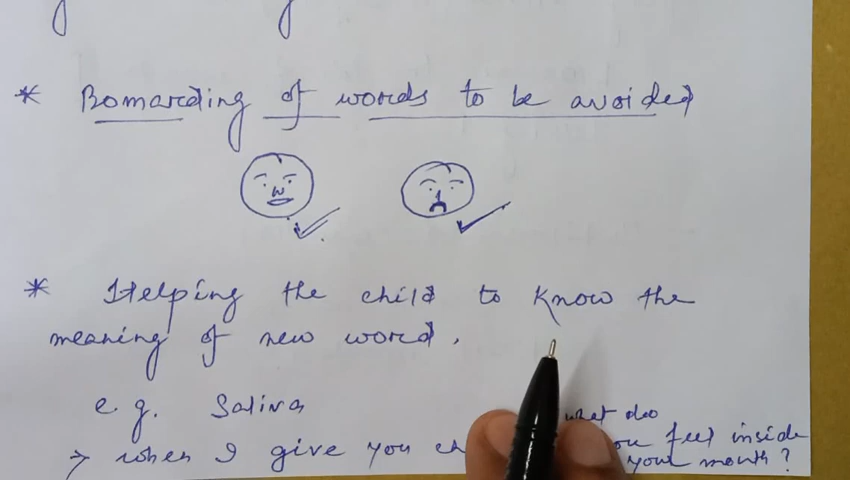 * Bomarding of words to be avoided
* Helping the child to know the
meaning of new word.
e.g. Saliva
what do
→ when I give you ou feel inside
your mouth?